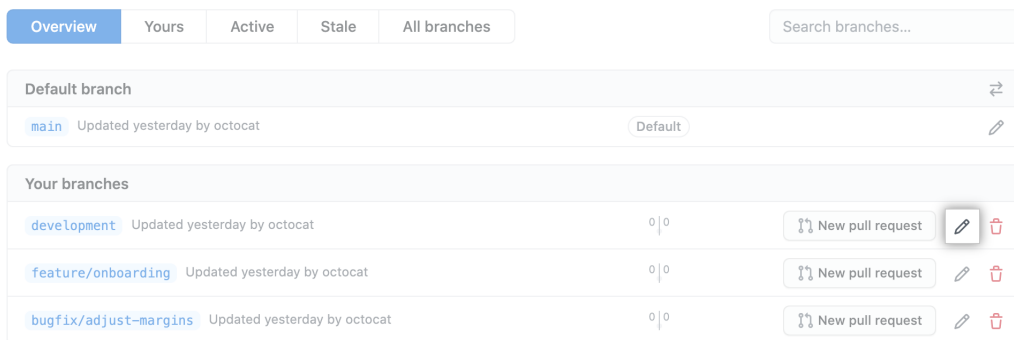 Overview Yours Active Stale All branches Search branches...
Default branch
main Updated yesterday by octocat Default
Your branches
development Updated yesterday by octocat 0 0 New pull request
feature/onboarding Updated yesterday by octocat 0 0 New pull request
bugfix/adjust-margins Updated yesterday by octocat 0 0 New pull request